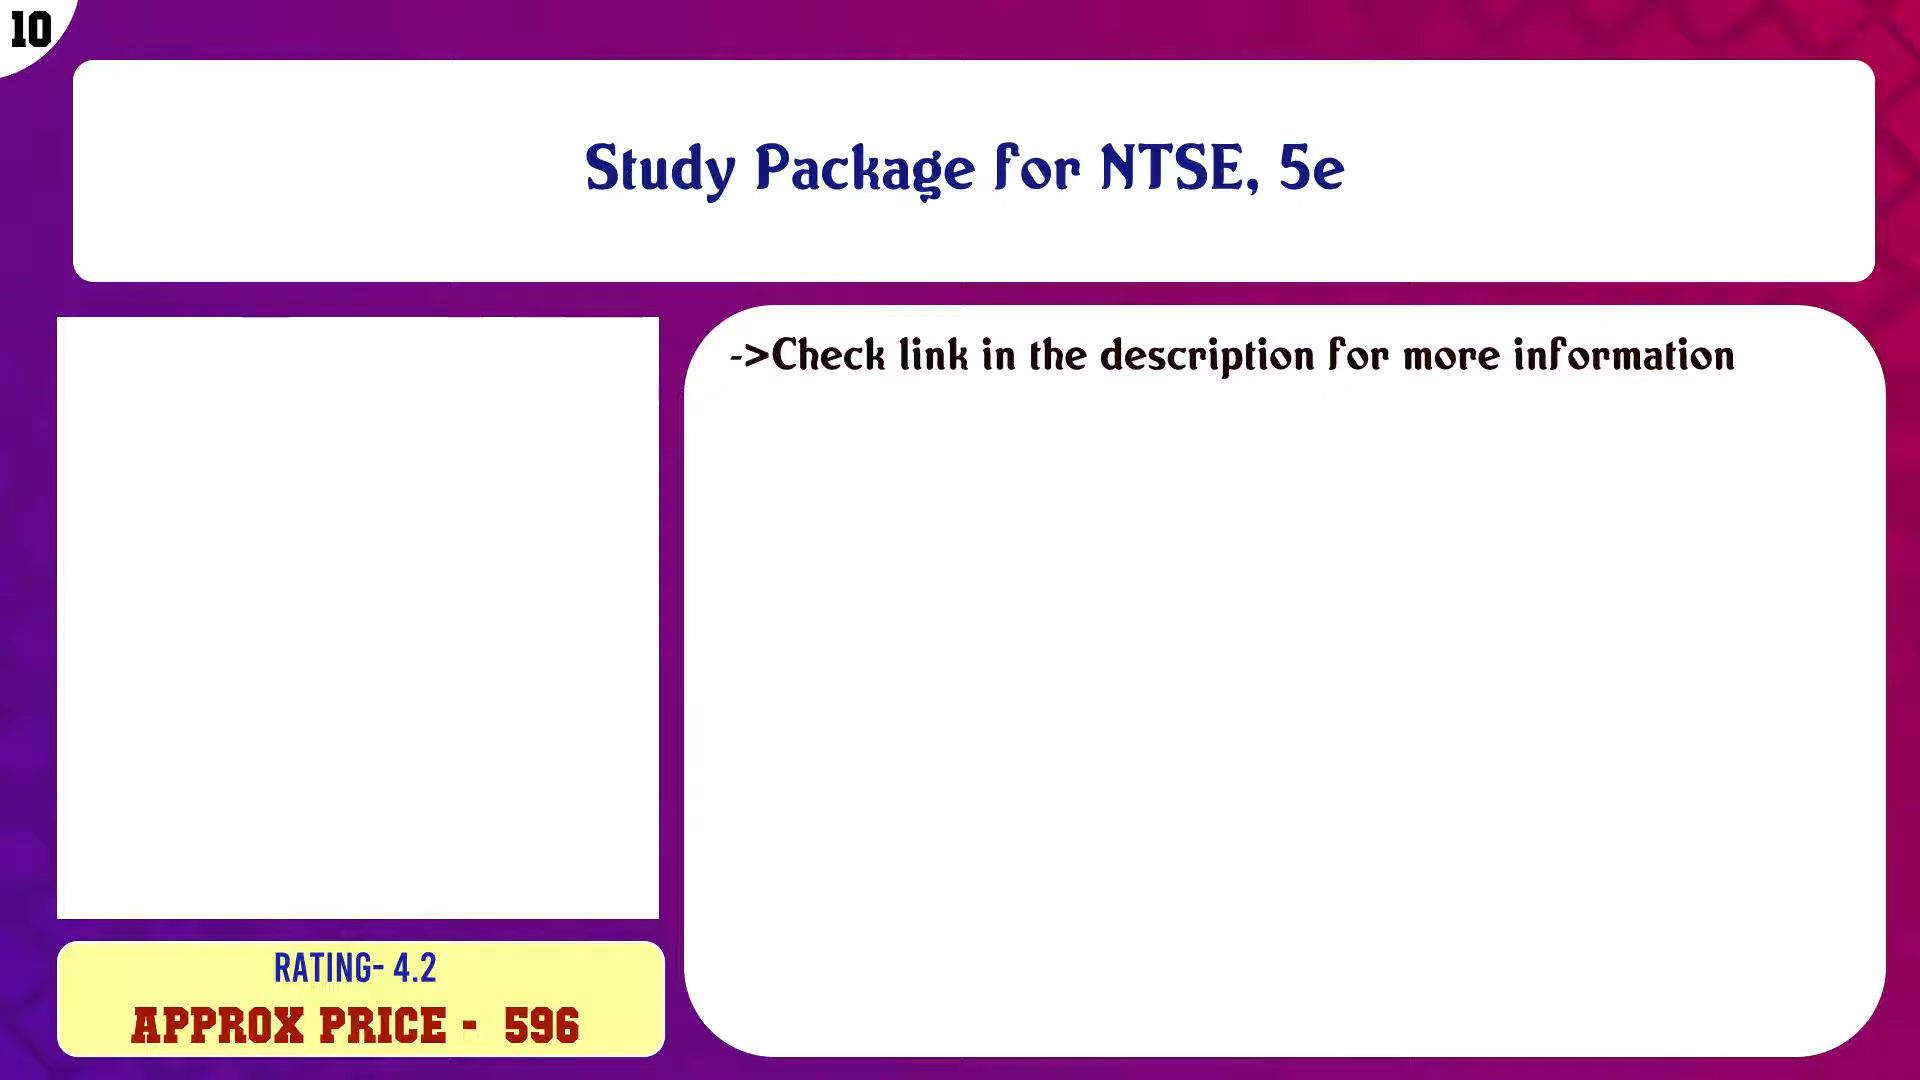 10
Study Package for NTSE, 5e
->Check link in the description for more information
RATING- 4.2
APPROX PRICE - 596